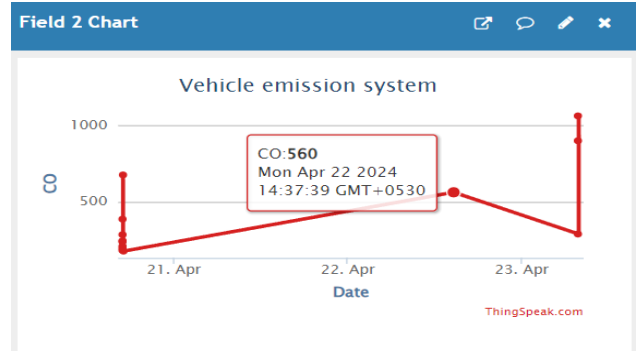 Field 2 Chart
Vehicle emission system
1000
500
CO
CO:560
Mon Apr 22 2024
14:37:39 GMT+0530
21. Apr
22. Apr
23. Apr
Date
ThingSpeak.com